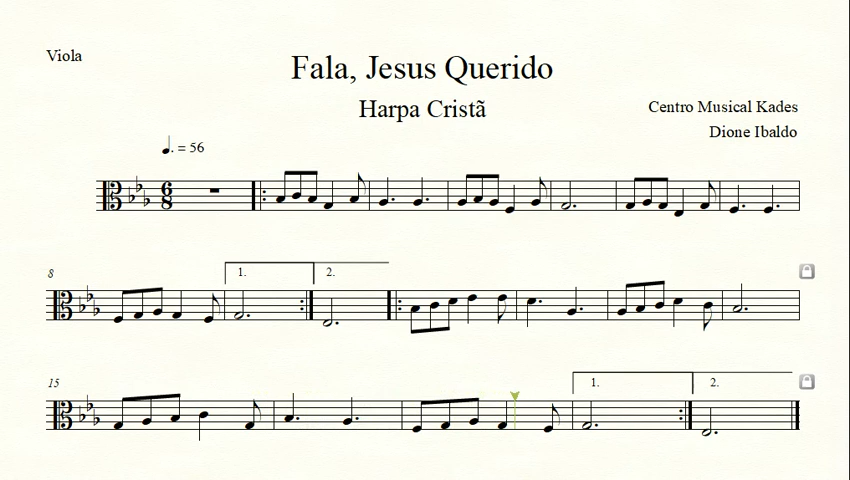 Viola
Fala, Jesus Querido
Harpa Cristã
Centro Musical Kades
Dione Ibaldo
♩. = 56
6
8
8
1.
2.
15
1.
2.